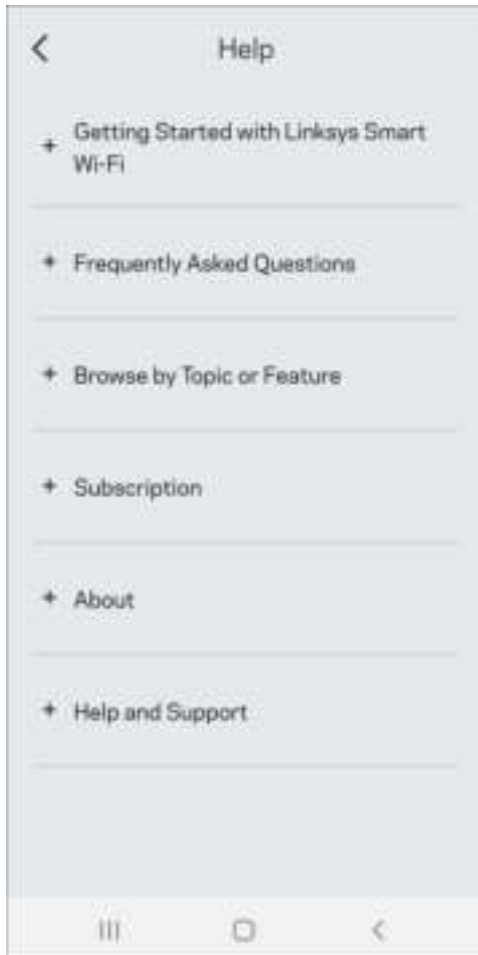 Help
Getting Started with Linksys Smart
Wi-Fi
Frequently Asked Questions
Browse by Topic or Feature
Subscription
About
Help and Support